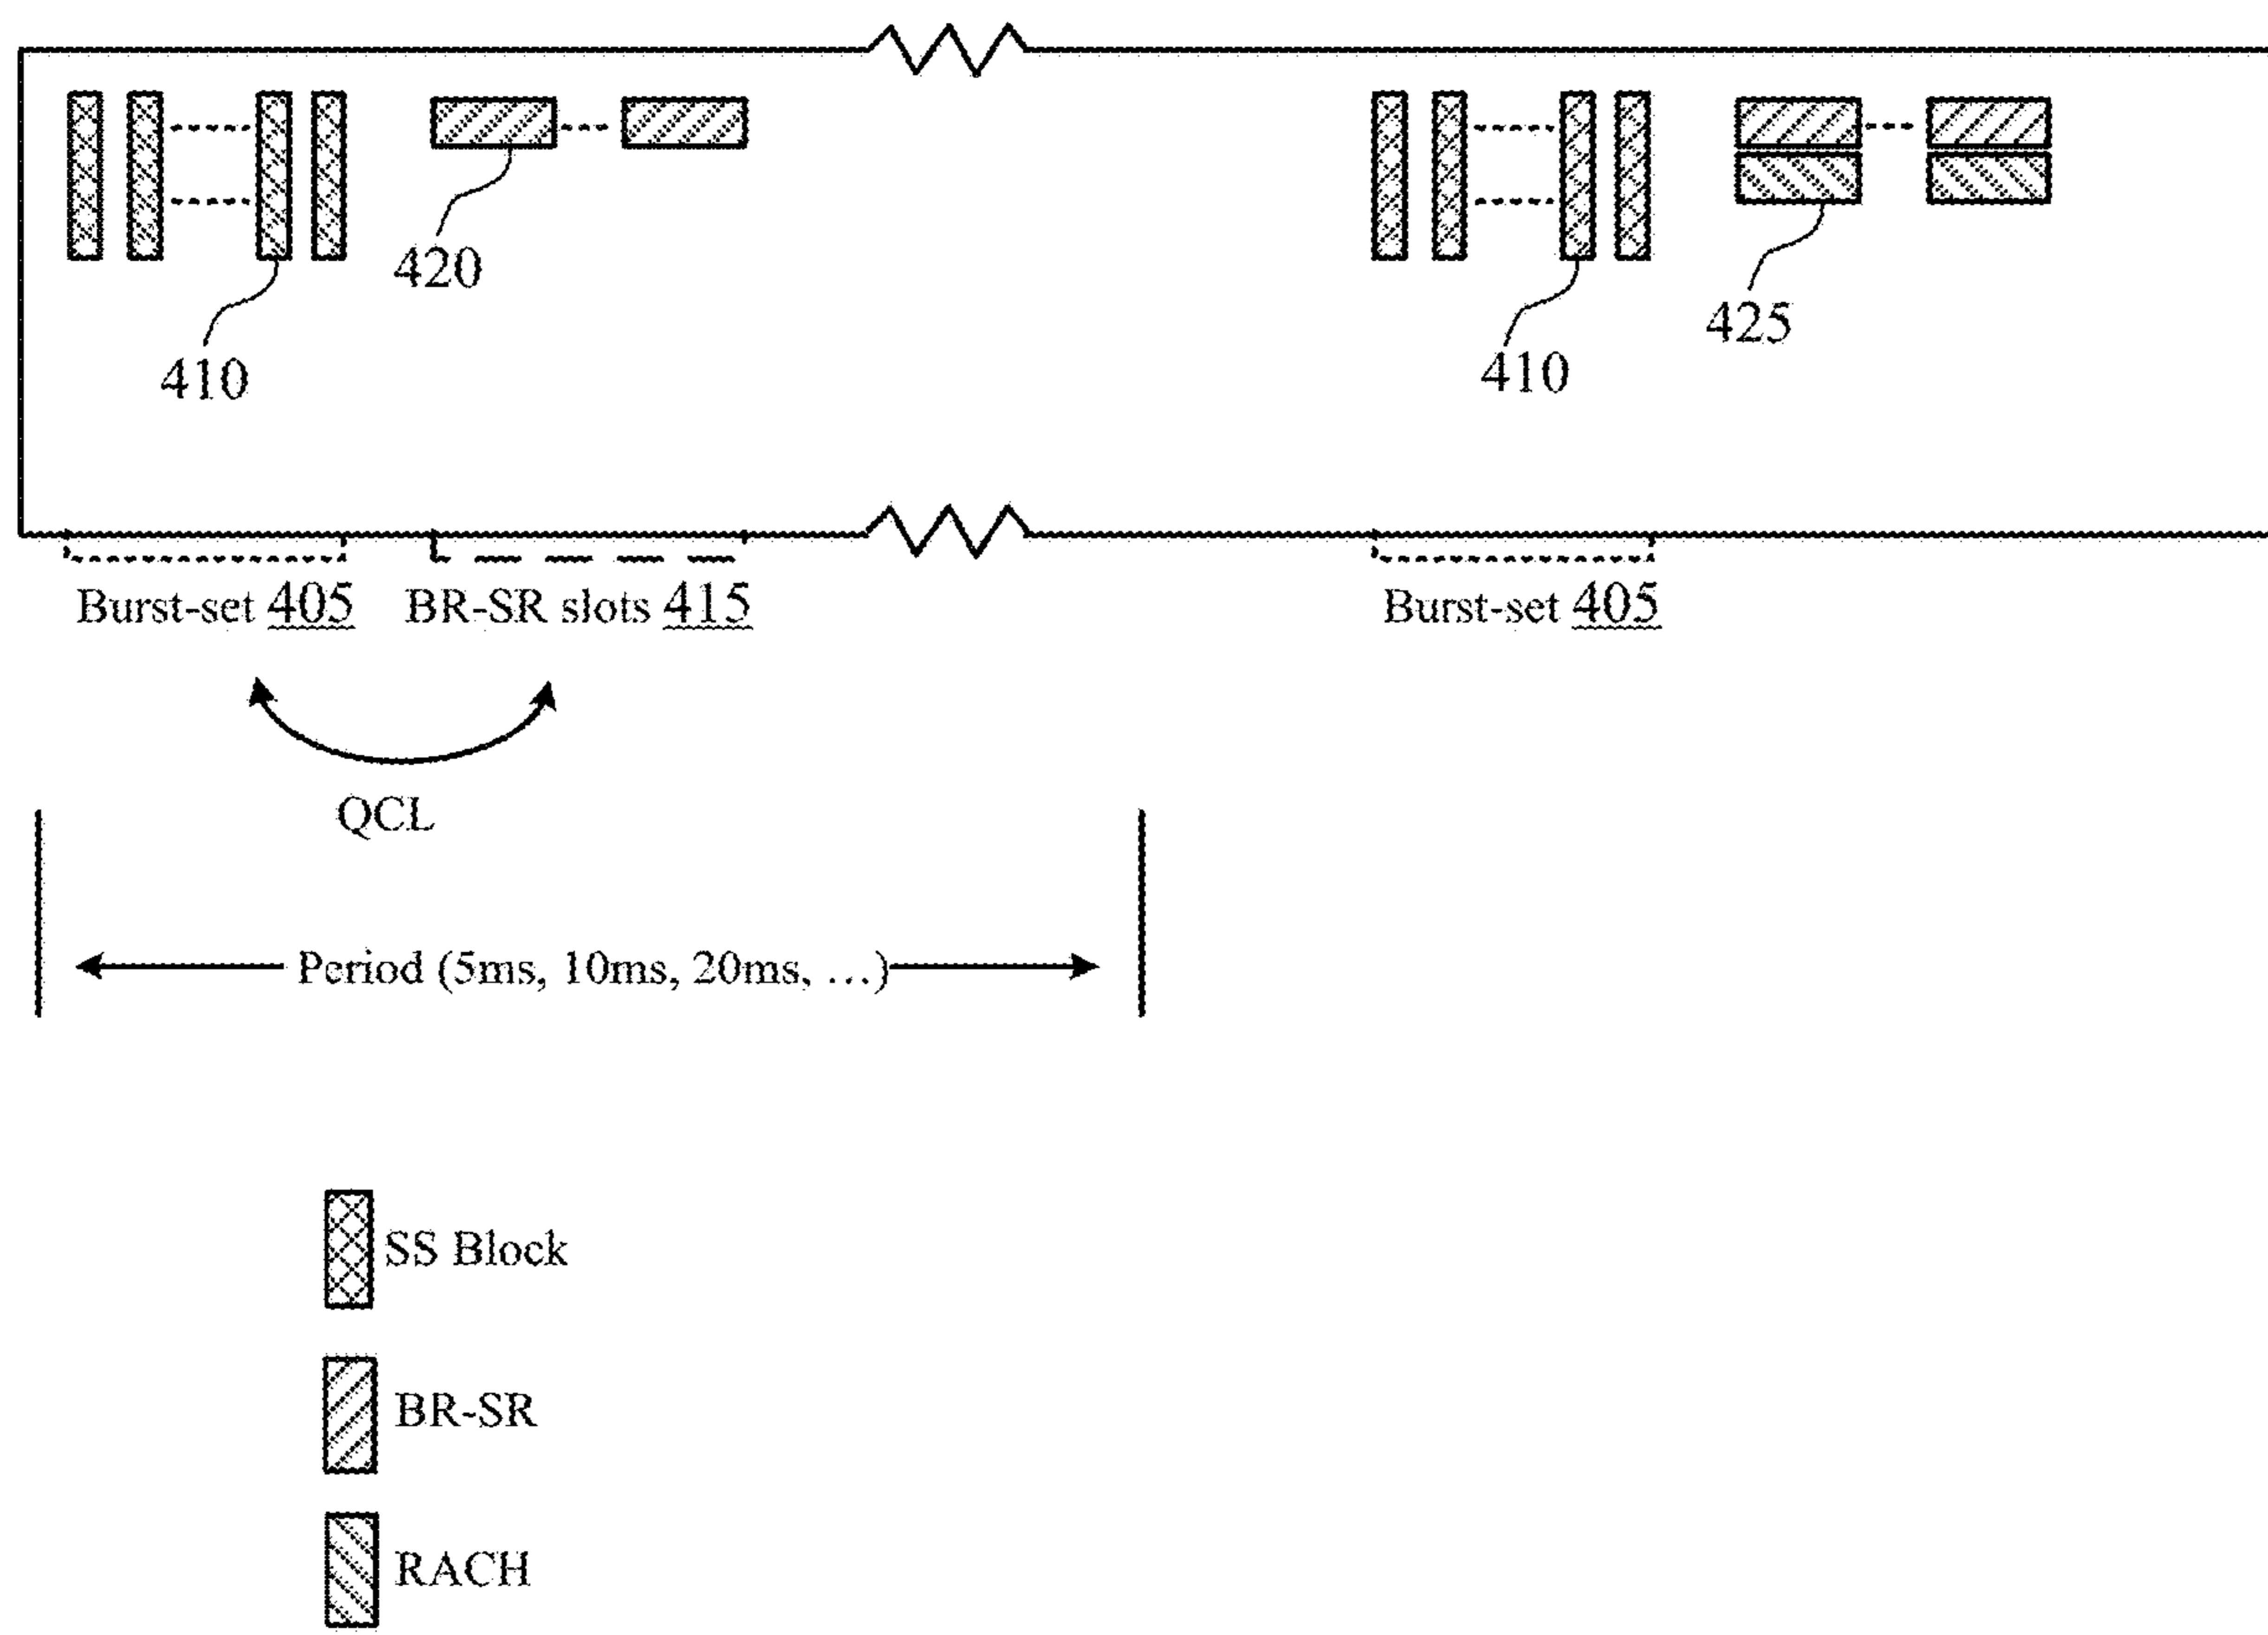 420
425
410
410
Burst-set 405
BR-SR slots 415
Burst-set 405
QCL
Period (5ms, 10ms, 20ms, ...)
SS Block
BR-SR
RACH